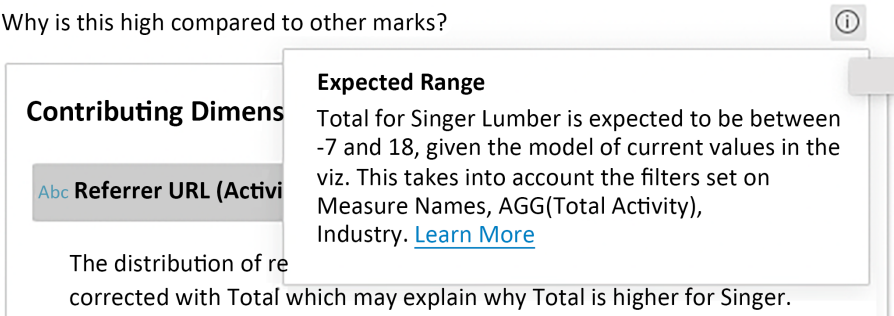 Why is this high compared to other marks?
Expected Range
Contributing Dimens
Total for Singer Lumber is expected to be between
-7 and 18, given the model of current values in the
viz. This takes into account the filters set on
Measure Names, AGG(Total Activity),
Industry. Learn More
Abc Referrer URL (Activi
The distribution of re
corrected with Total which may explain why Total is higher for Singer.